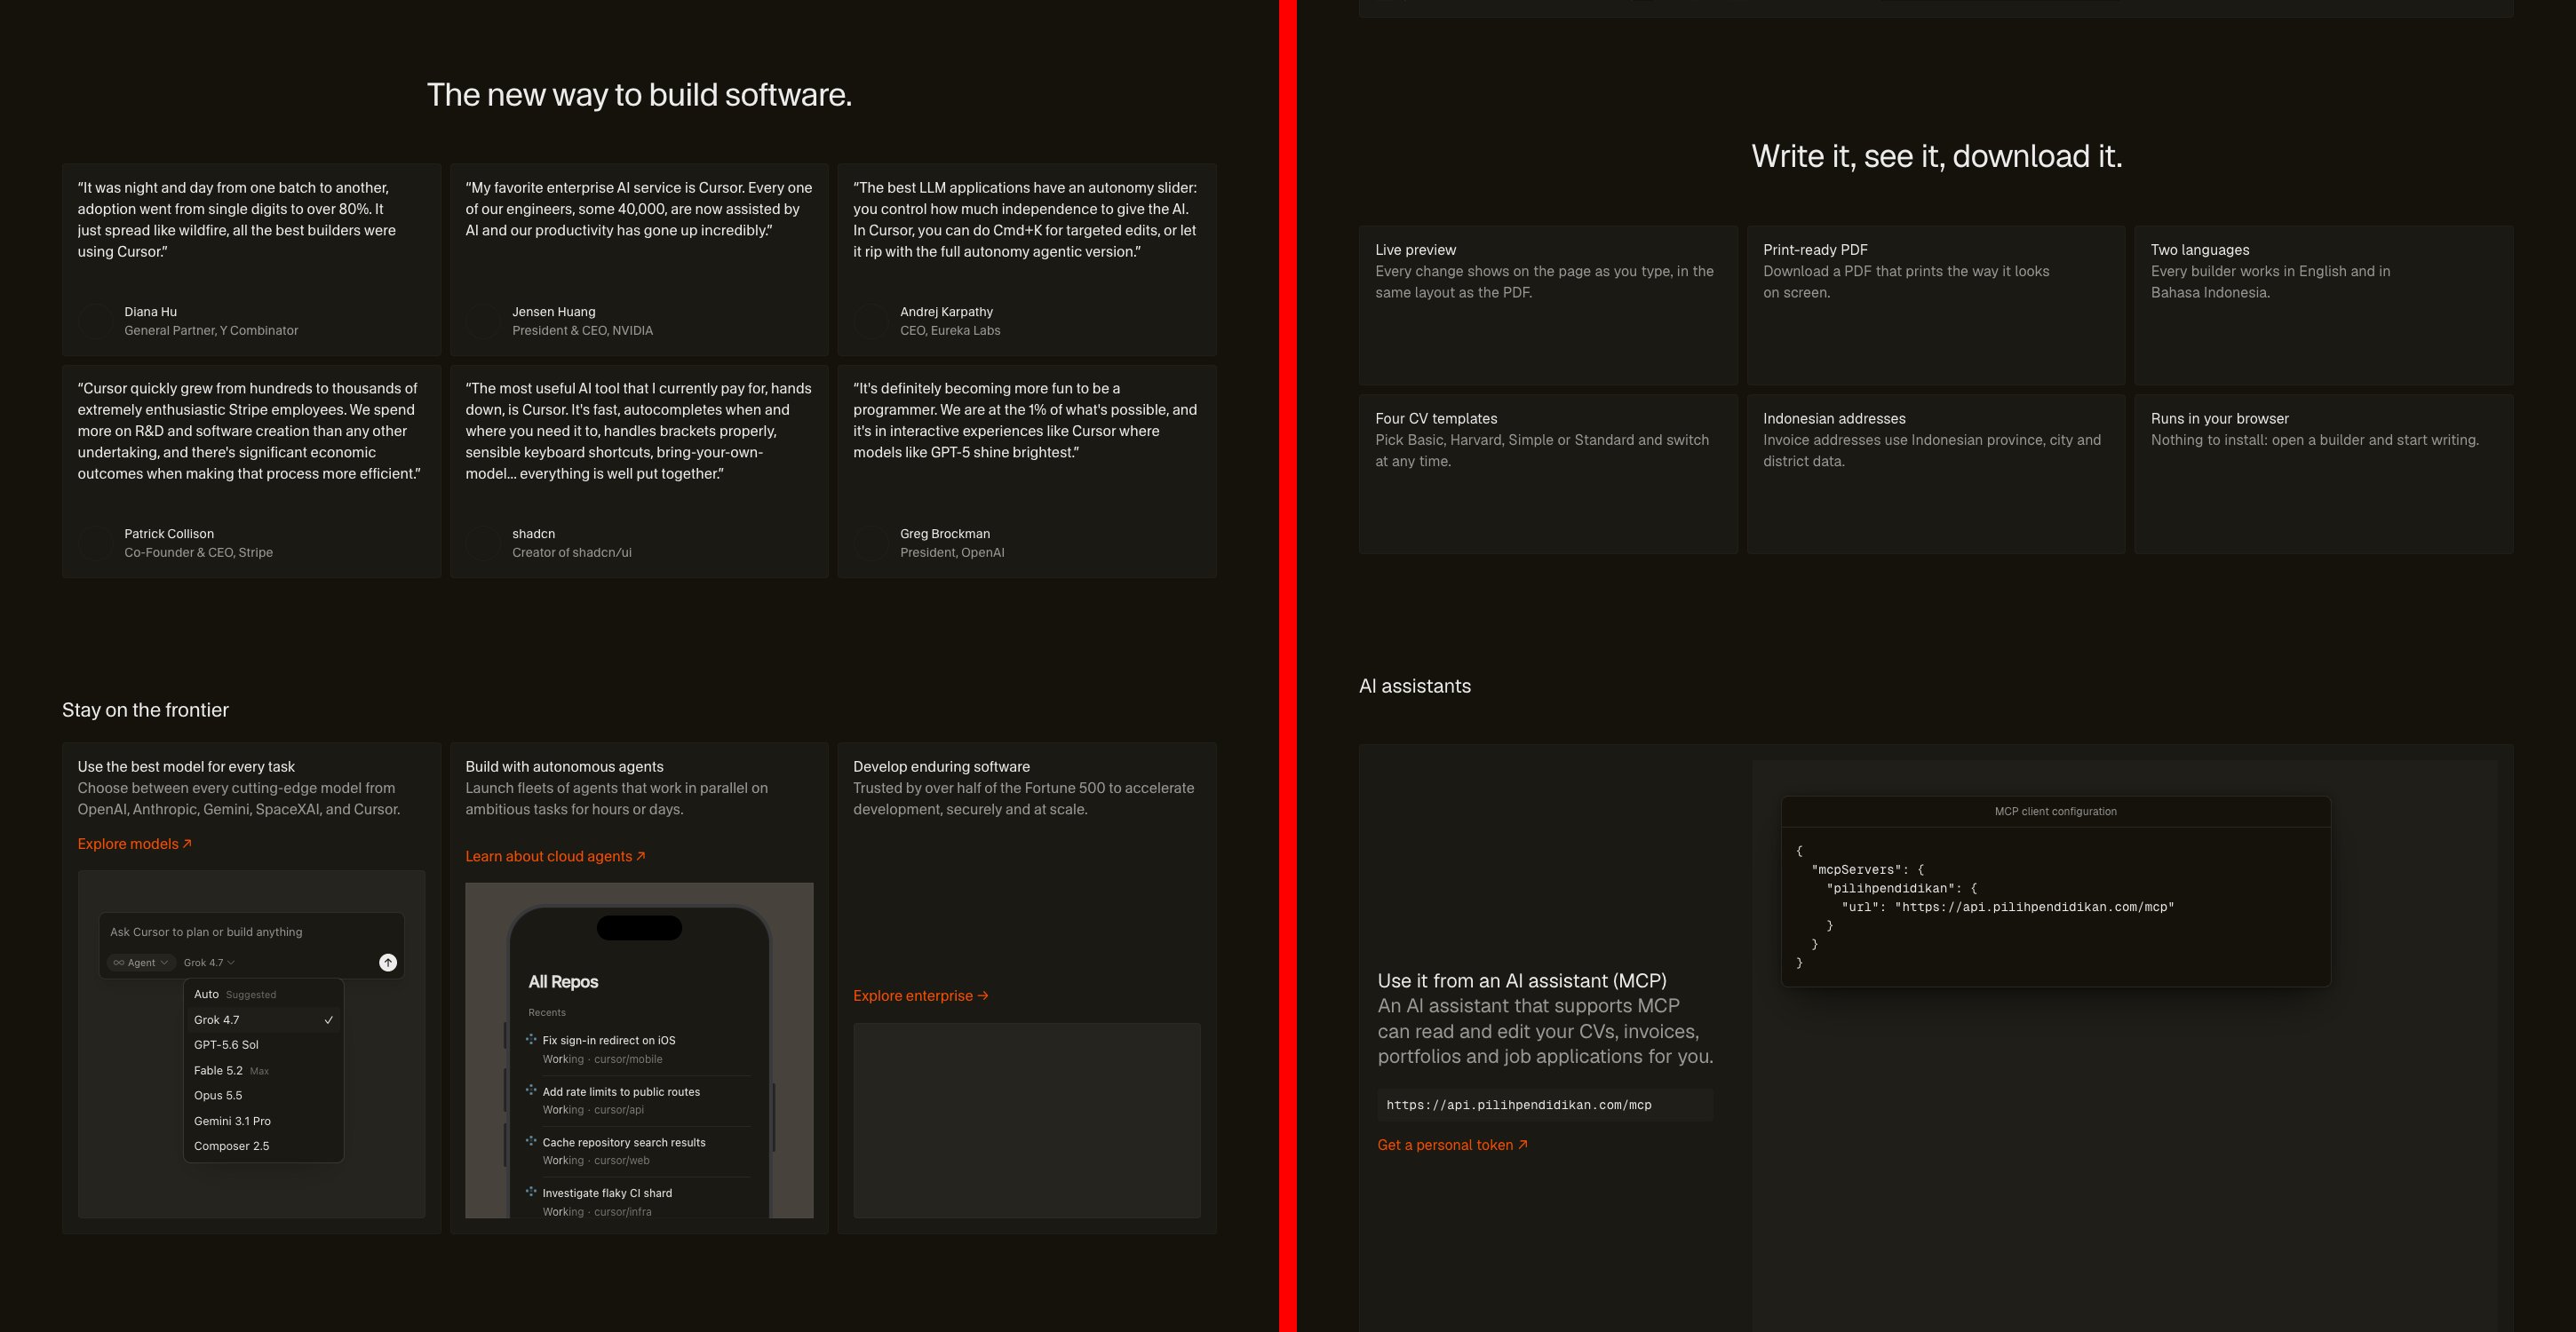 The new way to build software.
“It was night and day from one batch to another,
adoption went from single digits to over 80%. It
just spread like wildfire, all the best builders were
using Cursor.”
Diana Hu
General Partner, Y Combinator
“My favorite enterprise AI service is Cursor. Every one
of our engineers, some 40,000, are now assisted by
AI and our productivity has gone up incredibly.”
Jensen Huang
President & CEO, NVIDIA
“The best LLM applications have an autonomy slider:
you control how much independence to give the AI.
In Cursor, you can do Cmd+K for targeted edits, or let
it rip with the full autonomy agentic version.”
Andrej Karpathy
CEO, Eureka Labs
“Cursor quickly grew from hundreds to thousands of
extremely enthusiastic Stripe employees. We spend
more on R&D and software creation than any other
undertaking, and there's significant economic
outcomes when making that process more efficient.”
Patrick Collison
Co-Founder & CEO, Stripe
“The most useful AI tool that I currently pay for, hands
down, is Cursor. It's fast, autocompletes when and
where you need it to, handles brackets properly,
sensible keyboard shortcuts, bring-your-own-
model... everything is well put together.”
shadcn
Creator of shadcn/ui
“It's definitely becoming more fun to be a
programmer. We are at the 1% of what's possible, and
it's in interactive experiences like Cursor where
models like GPT-5 shine brightest.”
Greg Brockman
President, OpenAI
Stay on the frontier
Use the best model for every task
Choose between every cutting-edge model from
OpenAI, Anthropic, Gemini, SpaceXAI, and Cursor.
Explore models ↗
Ask Cursor to plan or build anything
Agent
Grok 4.7
Auto Suggested
Grok 4.7
GPT-5.6 Sol
Fable 5.2 Max
Opus 5.5
Gemini 3.1 Pro
Composer 2.5
Build with autonomous agents
Launch fleets of agents that work in parallel on
ambitious tasks for hours or days.
Learn about cloud agents ↗
All Repos
Recents
Fix sign-in redirect on iOS
Working · cursor/mobile
Add rate limits to public routes
Working · cursor/api
Cache repository search results
Working · cursor/web
Investigate flaky CI shard
Working · cursor/infra
Develop enduring software
Trusted by over half of the Fortune 500 to accelerate
development, securely and at scale.
Explore enterprise →
Write it, see it, download it.
Live preview
Every change shows on the page as you type, in the
same layout as the PDF.
Print-ready PDF
Download a PDF that prints the way it looks
on screen.
Two languages
Every builder works in English and in
Bahasa Indonesia.
Four CV templates
Pick Basic, Harvard, Simple or Standard and switch
at any time.
Indonesian addresses
Invoice addresses use Indonesian province, city and
district data.
Runs in your browser
Nothing to install: open a builder and start writing.
AI assistants
Use it from an AI assistant (MCP)
An AI assistant that supports MCP
can read and edit your CVs, invoices,
portfolios and job applications for you.
https://api.pilihpendidikan.com/mcp
Get a personal token ↗
MCP client configuration
{
"mcpServers": {
"pilihpendidikan": {
"url": "https://api.pilihpendidikan.com/mcp"
}
}
}